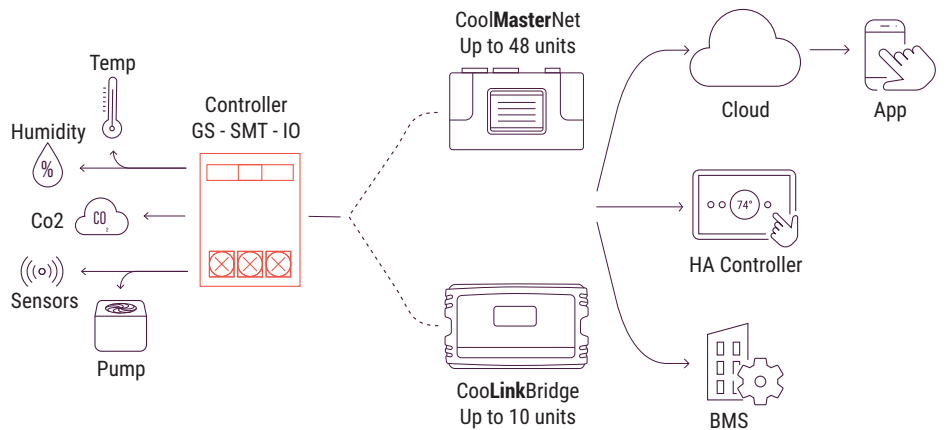 Temp
Humidity
%
Co2
CO
2
Sensors
Pump
Controller
GS - SMT - IO
CoolMasterNet
Up to 48 units
CooLinkBridge
Up to 10 units
Cloud
App
74°
HA Controller
BMS